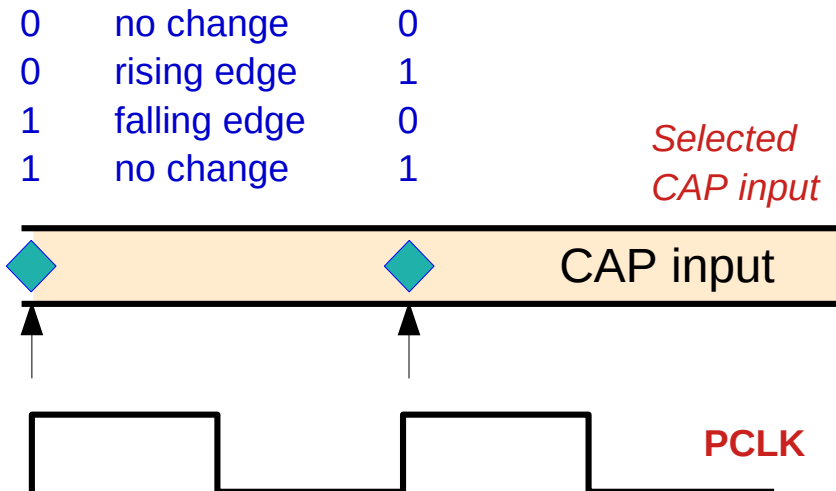 0 no change 0
0 rising edge 1
1 falling edge 0
1 no change 1
Selected
CAP input
CAP input
PCLK